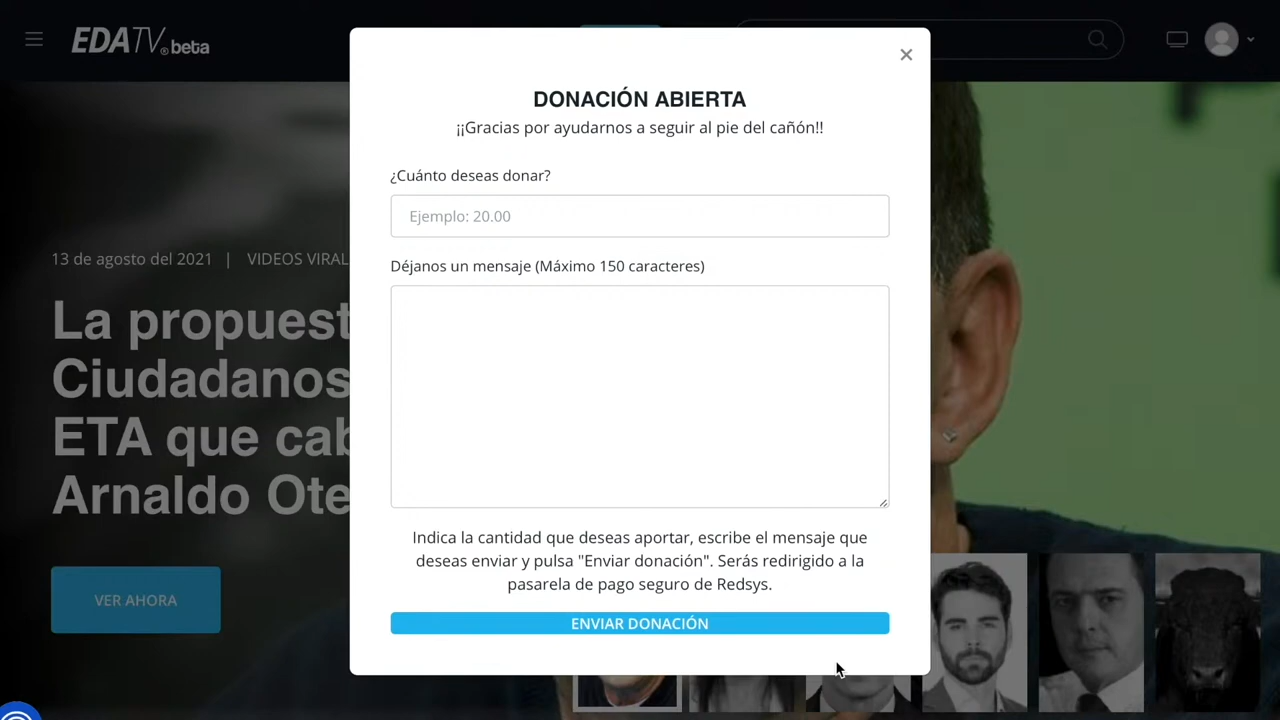 EDATV.beta
DONACIÓN ABIERTA
¡¡Gracias por ayudarnos a seguir al pie del cañón!!
¿Cuánto deseas donar?
Ejemplo: 20.00
Déjanos un mensaje (Máximo 150 caracteres)
Indica la cantidad que deseas aportar, escribe el mensaje que
deseas enviar y pulsa "Enviar donación". Serás redirigido a la
pasarela de pago seguro de Redsys.
ENVIAR DONACIÓN
13 de agosto del 2021 | VIDEOS VIRAL
La propuest
Ciudadanos
ETA que cab
Arnaldo Ote
VER AHORA